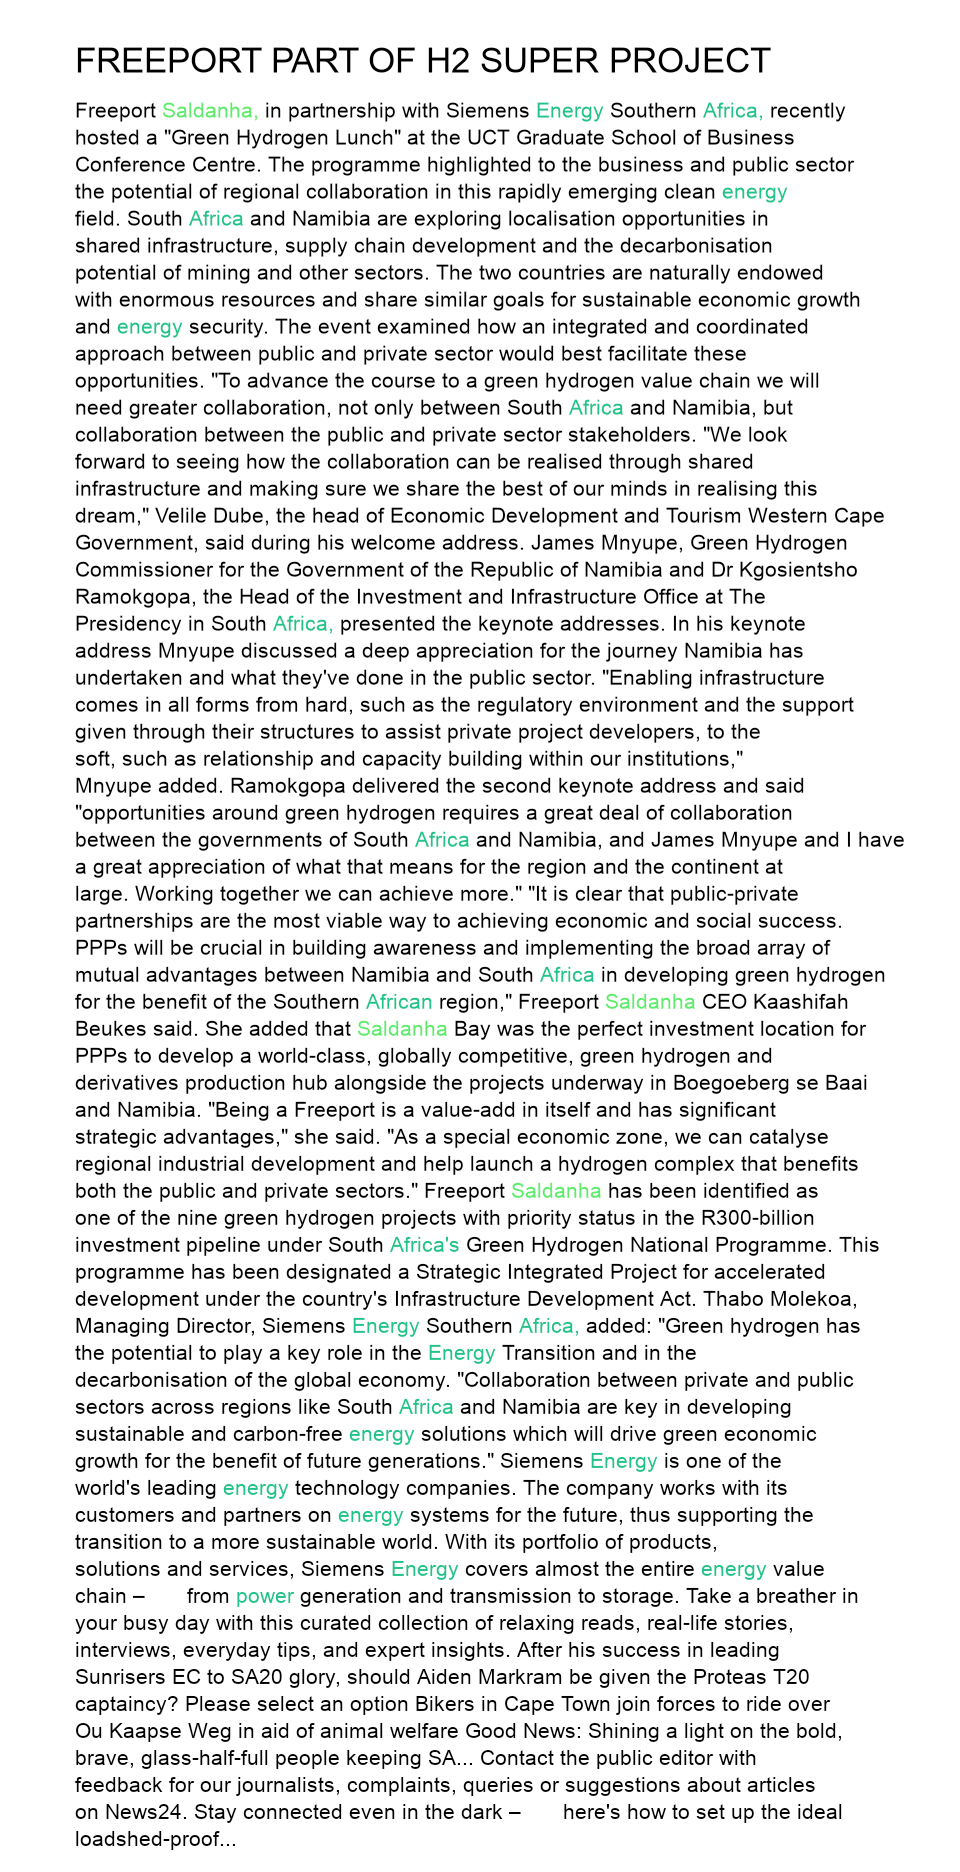 FREEPORT PART OF H2 SUPER PROJECT
Freeport Saldanha, in partnership with Siemens Energy Southern Africa, recently
hosted a "Green Hydrogen Lunch" at the UCT Graduate School of Business
Conference Centre. The programme highlighted to the business and public sector
the potential of regional collaboration in this rapidly emerging clean energy
field. South Africa and Namibia are exploring localisation opportunities in
shared infrastructure, supply chain development and the decarbonisation
potential of mining and other sectors. The two countries are naturally endowed
with enormous resources and share similar goals for sustainable economic growth
and energy security. The event examined how an integrated and coordinated
approach between public and private sector would best facilitate these
opportunities. "To advance the course to a green hydrogen value chain we will
need greater collaboration, not only between South Africa and Namibia, but
collaboration between the public and private sector stakeholders. "We look
forward to seeing how the collaboration can be realised through shared
infrastructure and making sure we share the best of our minds in realising this
dream," Velile Dube, the head of Economic Development and Tourism Western Cape
Government, said during his welcome address. James Mnyupe, Green Hydrogen
Commissioner for the Government of the Republic of Namibia and Dr Kgosientsho
Ramokgopa, the Head of the Investment and Infrastructure Office at The
Presidency in South Africa, presented the keynote addresses. In his keynote
address Mnyupe discussed a deep appreciation for the journey Namibia has
undertaken and what they've done in the public sector. "Enabling infrastructure
comes in all forms from hard, such as the regulatory environment and the support
given through their structures to assist private project developers, to the
soft, such as relationship and capacity building within our institutions,"
Mnyupe added. Ramokgopa delivered the second keynote address and said
"opportunities around green hydrogen requires a great deal of collaboration
between the governments of South Africa and Namibia, and James Mnyupe and I have
a great appreciation of what that means for the region and the continent at
large. Working together we can achieve more." "It is clear that public-private
partnerships are the most viable way to achieving economic and social success.
PPPs will be crucial in building awareness and implementing the broad array of
mutual advantages between Namibia and South Africa in developing green hydrogen
for the benefit of the Southern African region," Freeport Saldanha CEO Kaashifah
Beukes said. She added that Saldanha Bay was the perfect investment location for
PPPs to develop a world-class, globally competitive, green hydrogen and
derivatives production hub alongside the projects underway in Boegoeberg se Baai
and Namibia. "Being a Freeport is a value-add in itself and has significant
strategic advantages," she said. "As a special economic zone, we can catalyse
regional industrial development and help launch a hydrogen complex that benefits
both the public and private sectors." Freeport Saldanha has been identified as
one of the nine green hydrogen projects with priority status in the R300-billion
investment pipeline under South Africa's Green Hydrogen National Programme. This
programme has been designated a Strategic Integrated Project for accelerated
development under the country's Infrastructure Development Act. Thabo Molekoa,
Managing Director, Siemens Energy Southern Africa, added: "Green hydrogen has
the potential to play a key role in the Energy Transition and in the
decarbonisation of the global economy. "Collaboration between private and public
sectors across regions like South Africa and Namibia are key in developing
sustainable and carbon-free energy solutions which will drive green economic
growth for the benefit of future generations." Siemens Energy is one of the
world's leading energy technology companies. The company works with its
customers and partners on energy systems for the future, thus supporting the
transition to a more sustainable world. With its portfolio of products,
solutions and services, Siemens Energy covers almost the entire energy value
chain – from power generation and transmission to storage. Take a breather in
your busy day with this curated collection of relaxing reads, real-life stories,
interviews, everyday tips, and expert insights. After his success in leading
Sunrisers EC to SA20 glory, should Aiden Markram be given the Proteas T20
captaincy? Please select an option Bikers in Cape Town join forces to ride over
Ou Kaapse Weg in aid of animal welfare Good News: Shining a light on the bold,
brave, glass-half-full people keeping SA... Contact the public editor with
feedback for our journalists, complaints, queries or suggestions about articles
on News24. Stay connected even in the dark – here's how to set up the ideal
loadshed-proof...